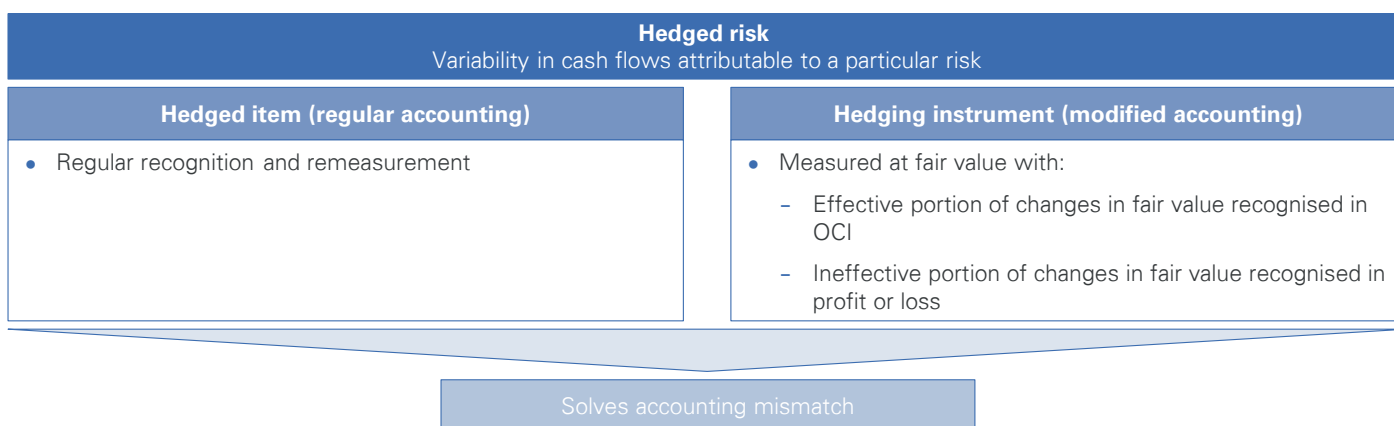 Hedged risk
Variability in cash flows attributable to a particular risk
Hedged item (regular accounting)
• Regular recognition and remeasurement
Hedging instrument (modified accounting)
• Measured at fair value with:
– Effective portion of changes in fair value recognised in
OCI
– Ineffective portion of changes in fair value recognised in
profit or loss
Solves accounting mismatch